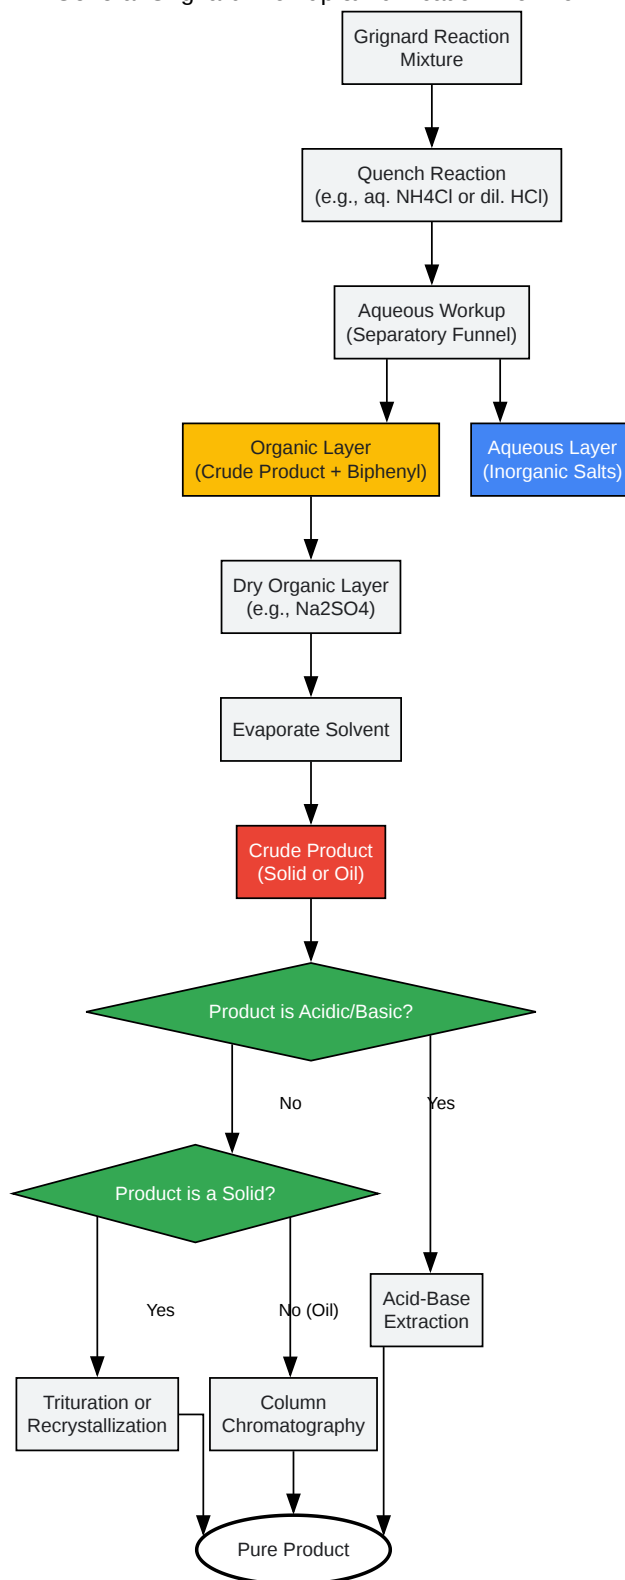 Grignard Reaction
Mixture
Quench Reaction
(e.g., aq. NH4Cl or dil. HCl)
Aqueous Workup
(Separatory Funnel)
Organic Layer
(Crude Product + Biphenyl)
Aqueous Layer
(Inorganic Salts)
Dry Organic Layer
(e.g., Na2SO4)
Evaporate Solvent
Crude Product
(Solid or Oil)
Product is Acidic/Basic?
No
Yes
Product is a Solid?
Yes
No (Oil)
Acid-Base
Extraction
Trituration or
Recrystallization
Column
Chromatography
Pure Product